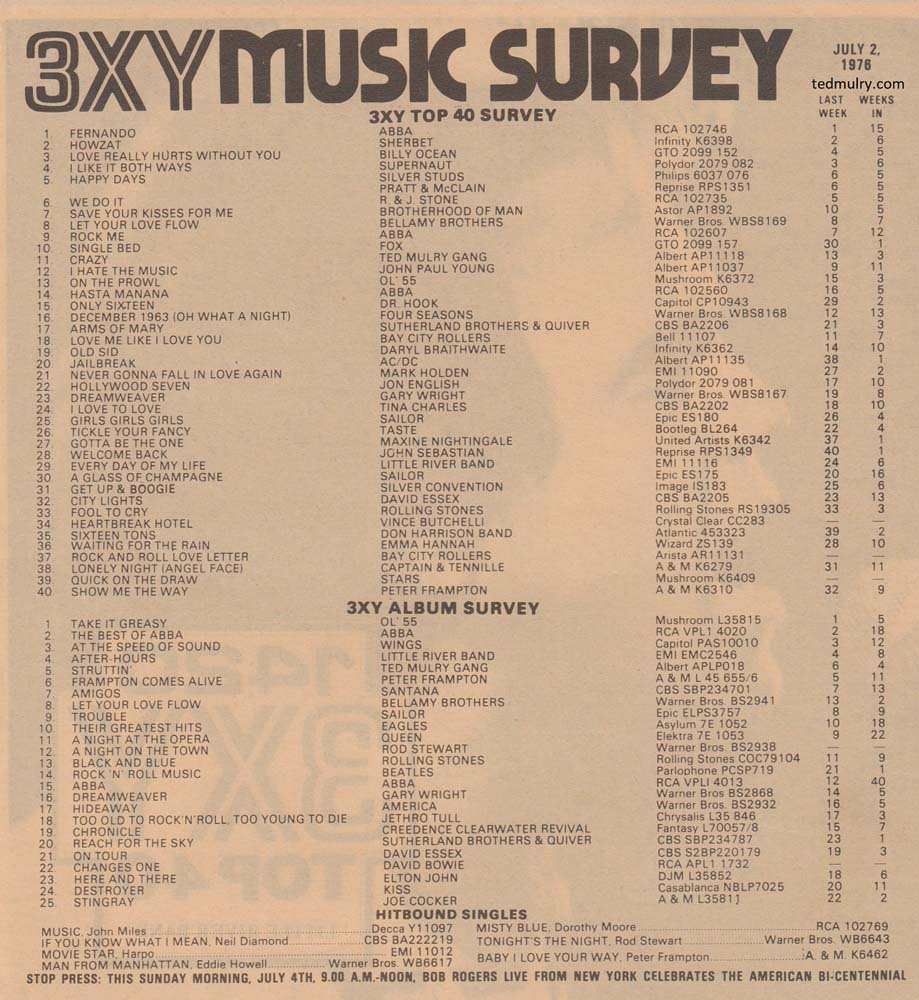 3XY MUSIC SURVEY
JULY 2,
1976
tedmulry.com
LAST WEEK WEEKS IN
3XY TOP 40 SURVEY
1. FERNANDO ABBA RCA 102746 1 15
2. HOWZAT SHERBET Infinity K6398 2 6
3. LOVE REALLY HURTS WITHOUT YOU BILLY OCEAN GTO 2099 152 4 5
4. I LIKE IT BOTH WAYS SUPERNAUT Polydor 2079 082 3 6
5. HAPPY DAYS SILVER STUDS Philips 6037 076 6 5
PRATT & McCLAIN Reprise RPS1351 6 5
6. WE DO IT R. & J. STONE RCA 102735 5 5
7. SAVE YOUR KISSES FOR ME BROTHERHOOD OF MAN Astor AP1892 10 5
8. LET YOUR LOVE FLOW BELLAMY BROTHERS Warner Bros. WBS8169 8 7
9. ROCK ME ABBA RCA 102607 7 12
10. SINGLE BED FOX GTO 2099 157 30 1
11. CRAZY TED MULRY GANG Albert AP11118 13 3
12. I HATE THE MUSIC JOHN PAUL YOUNG Albert AP11037 9 11
13. ON THE PROWL OL' 55 Mushroom K6372 15 3
14. HASTA MANANA ABBA RCA 102560 16 5
15. ONLY SIXTEEN DR. HOOK Capitol CP10943 29 2
16. DECEMBER 1963 (OH WHAT A NIGHT) FOUR SEASONS Warner Bros. WBS8168 12 13
17. ARMS OF MARY SUTHERLAND BROTHERS & QUIVER CBS BA2206 21 3
18. LOVE ME LIKE I LOVE YOU BAY CITY ROLLERS Bell 11107 11 7
19. OLD SID DARYL BRAITHWAITE Infinity K6362 14 10
20. JAILBREAK AC/DC Albert AP11135 38 1
21. NEVER GONNA FALL IN LOVE AGAIN MARK HOLDEN EMI 11090 27 2
22. HOLLYWOOD SEVEN JON ENGLISH Polydor 2079 081 17 10
23. DREAMWEAVER GARY WRIGHT Warner Bros. WBS8167 19 8
24. I LOVE TO LOVE TINA CHARLES CBS BA2202 18 10
25. GIRLS GIRLS GIRLS SAILOR Epic ES180 26 4
26. TICKLE YOUR FANCY TASTE Bootleg BL264 22 4
27. GOTTA BE THE ONE MAXINE NIGHTINGALE United Artists K6342 37 1
28. WELCOME BACK JOHN SEBASTIAN Reprise RPS1349 40 1
29. EVERY DAY OF MY LIFE LITTLE RIVER BAND EMI 11116 24 6
30. A GLASS OF CHAMPAGNE SAILOR Epic ES175 20 16
31. GET UP & BOOGIE SILVER CONVENTION Image IS183 25 6
32. CITY LIGHTS DAVID ESSEX CBS BA2205 23 13
33. FOOL TO CRY ROLLING STONES Rolling Stones RS19305 33 3
34. HEARTBREAK HOTEL VINCE BUTCHELLI Crystal Clear CC283 — —
35. SIXTEEN TONS DON HARRISON BAND Atlantic 453323 39 2
36. WAITING FOR THE RAIN EMMA HANNAH Wizard ZS139 28 10
37. ROCK AND ROLL LOVE LETTER BAY CITY ROLLERS Arista AR11131 — —
38. LONELY NIGHT (ANGEL FACE) CAPTAIN & TENNILLE A & M K6279 31 11
39. QUICK ON THE DRAW STARS Mushroom K6409 — —
40. SHOW ME THE WAY PETER FRAMPTON A & M K6310 32 9
3XY ALBUM SURVEY
1. TAKE IT GREASY OL' 55 Mushroom L35815 1 5
2. THE BEST OF ABBA ABBA RCA VPL1 4020 2 18
3. AT THE SPEED OF SOUND WINGS Capitol PAS10010 3 12
4. AFTER-HOURS LITTLE RIVER BAND EMI EMC2546 4 8
5. STRUTTIN' TED MULRY GANG Albert APLP018 6 4
6. FRAMPTON COMES ALIVE PETER FRAMPTON A & M L 45 655/6 5 11
7. AMIGOS SANTANA CBS SBP234701 7 13
8. LET YOUR LOVE FLOW BELLAMY BROTHERS Warner Bros. BS2941 13 2
9. TROUBLE SAILOR Epic ELPS3757 8 9
10. THEIR GREATEST HITS EAGLES Asylum 7E 1052 10 18
11. A NIGHT AT THE OPERA QUEEN Elektra 7E 1053 9 22
12. A NIGHT ON THE TOWN ROD STEWART Warner Bros. BS2938 — —
13. BLACK AND BLUE ROLLING STONES Rolling Stones COC79104 11 9
14. ROCK 'N' ROLL MUSIC BEATLES Parlophone PCSP719 21 1
15. ABBA ABBA RCA VPLI 4013 12 40
16. DREAMWEAVER GARY WRIGHT Warner Bros BS2868 14 5
17. HIDEAWAY AMERICA Warner Bros. BS2932 16 5
18. TOO OLD TO ROCK'N'ROLL, TOO YOUNG TO DIE JETHRO TULL Chrysalis L35 846 17 3
19. CHRONICLE CREEDENCE CLEARWATER REVIVAL Fantasy L70057/8 15 7
20. REACH FOR THE SKY SUTHERLAND BROTHERS & QUIVER CBS SBP234787 23 1
21. ON TOUR DAVID ESSEX CBS S2BP220179 19 3
22. CHANGES ONE DAVID BOWIE RCA APL1 1732 — —
23. HERE AND THERE ELTON JOHN DJM L35852 18 6
24. DESTROYER KISS Casablanca NBLP7025 20 11
25. STINGRAY JOE COCKER A & M L35811 22 2
HITBOUND SINGLES
MUSIC, John Miles Decca Y11097 MISTY BLUE, Dorothy Moore RCA 102769
IF YOU KNOW WHAT I MEAN, Neil Diamond CBS BA222219 TONIGHT'S THE NIGHT, Rod Stewart Warner Bros. WB6643
MOVIE STAR, Harpo EMI 11012 BABY I LOVE YOUR WAY, Peter Frampton A. & M. K6462
MAN FROM MANHATTAN, Eddie Howell Warner Bros. WB6617
STOP PRESS: THIS SUNDAY MORNING, JULY 4TH, 9.00 A.M.-NOON, BOB ROGERS LIVE FROM NEW YORK CELEBRATES THE AMERICAN BI-CENTENNIAL